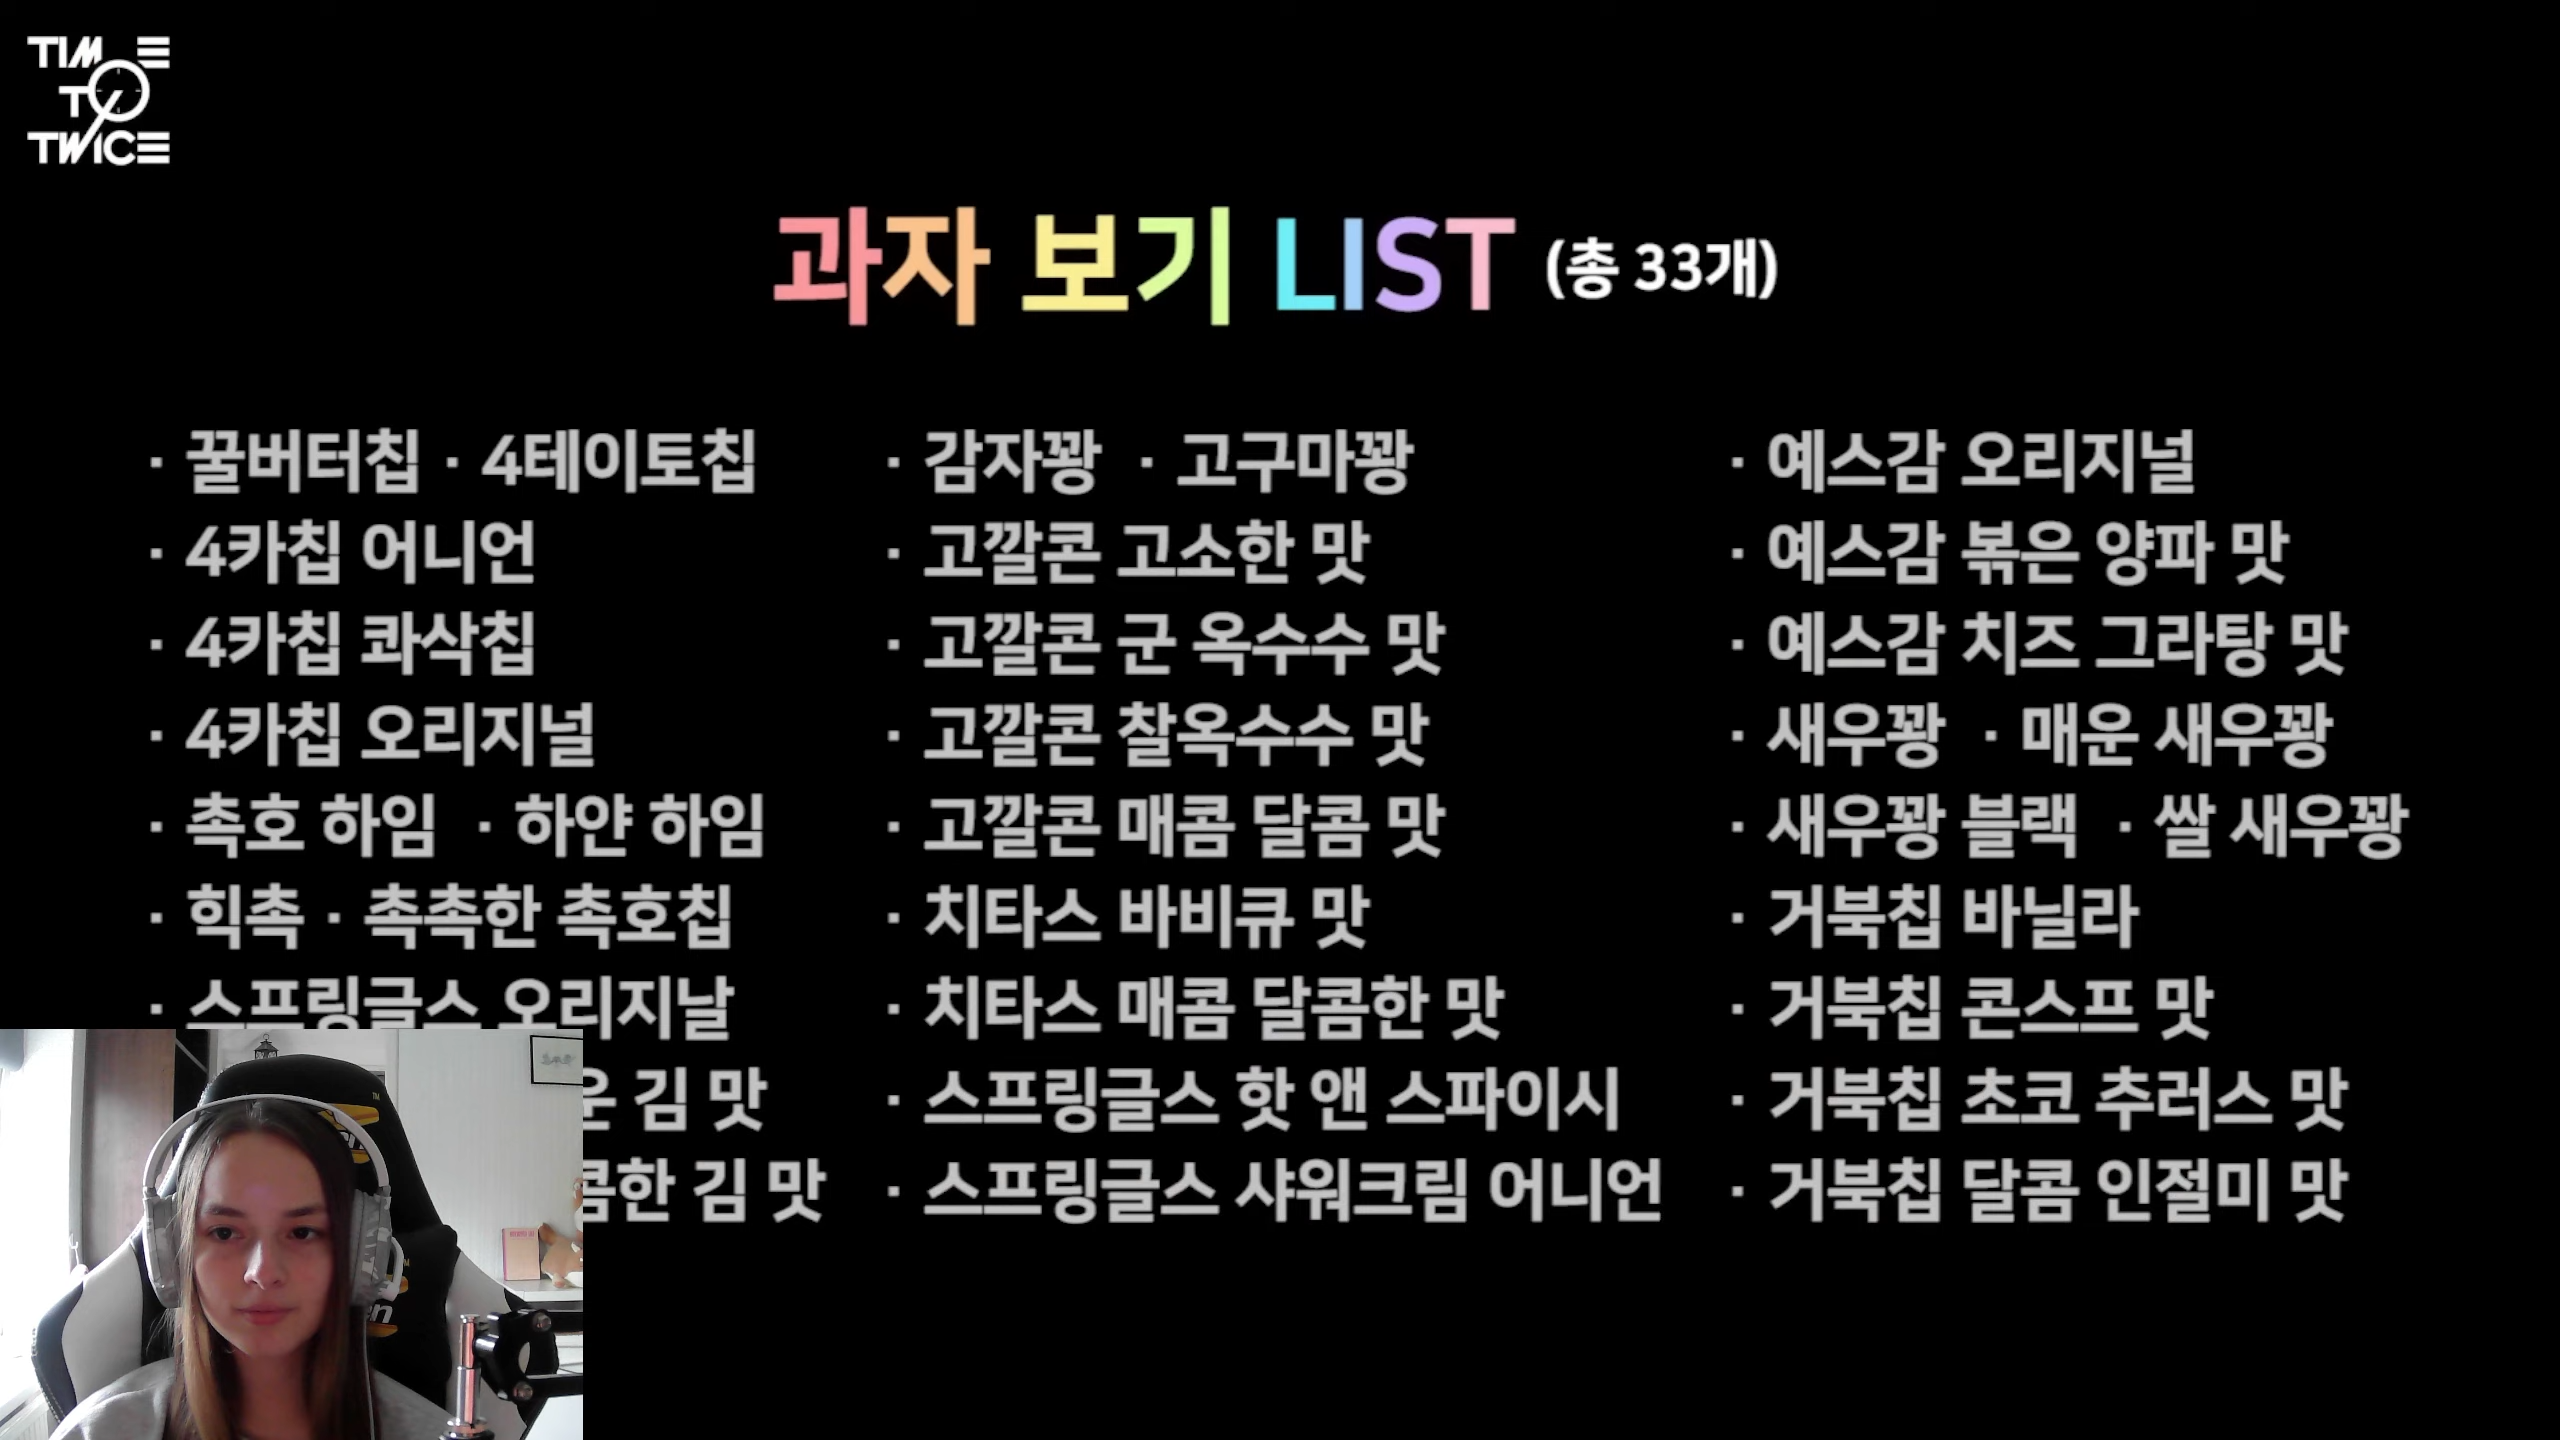 TIME
TO
TWICE
과자 보기 LIST (총 33개)
· 꿀버터칩 · 4테이토칩
· 4카칩 어니언
· 4카칩 콰삭칩
· 4카칩 오리지널
· 촉호 하임 · 하얀 하임
· 힉촉 · 촉촉한 촉호칩
· 스프링글스 오리지날
김 맛
김 맛
· 감자꽝 · 고구마꽝
· 고깔콘 고소한 맛
· 고깔콘 군 옥수수 맛
· 고깔콘 찰옥수수 맛
· 고깔콘 매콤 달콤 맛
· 치타스 바비큐 맛
· 치타스 매콤 달콤한 맛
· 스프링글스 핫 앤 스파이시
· 스프링글스 샤워크림 어니언
· 예스감 오리지널
· 예스감 볶은 양파 맛
· 예스감 치즈 그라탕 맛
· 새우꽝 · 매운 새우꽝
· 새우꽝 블랙 · 쌀 새우꽝
· 거북칩 바닐라
· 거북칩 콘스프 맛
· 거북칩 초코 추러스 맛
· 거북칩 달콤 인절미 맛